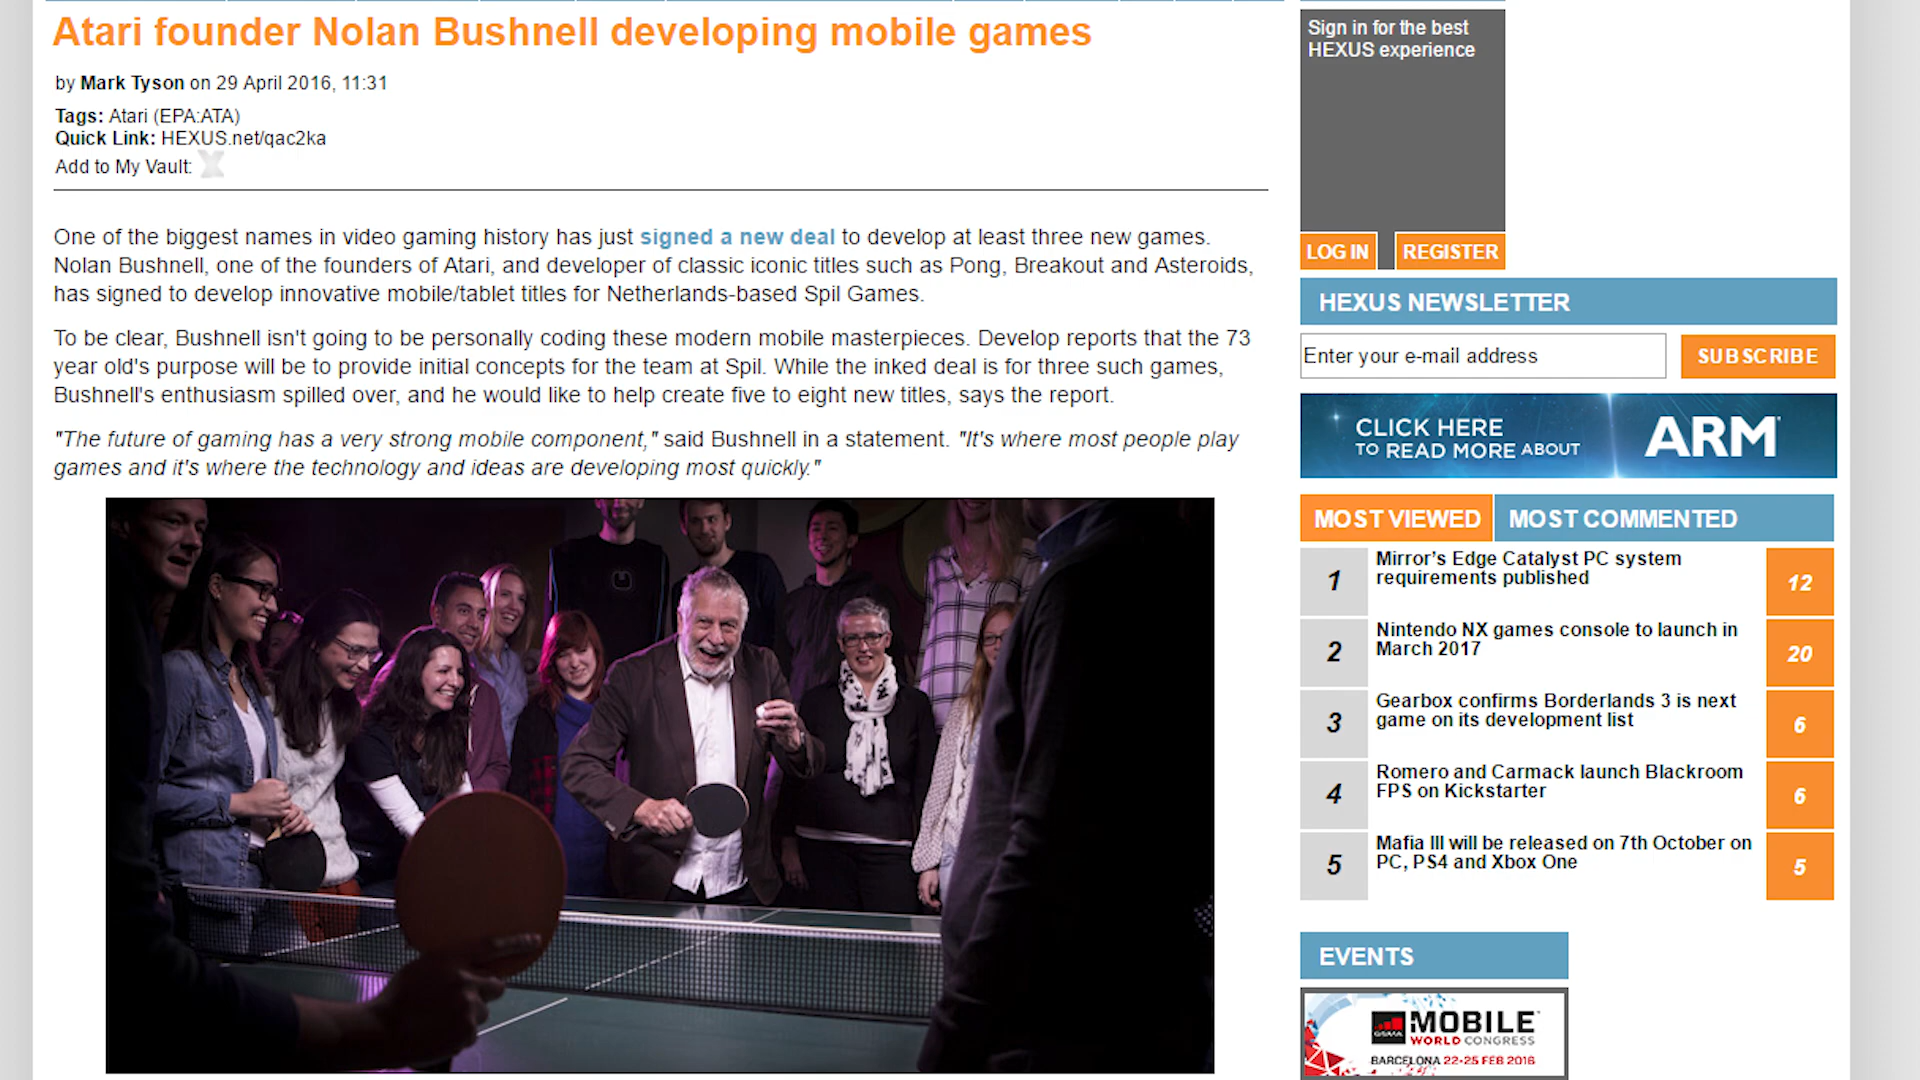 Atari founder Nolan Bushnell developing mobile games
by Mark Tyson on 29 April 2016, 11:31
Tags: Atari (EPA:ATA)
Quick Link: HEXUS.net/qac2ka
Add to My Vault:
One of the biggest names in video gaming history has just signed a new deal to develop at least three new games.
Nolan Bushnell, one of the founders of Atari, and developer of classic iconic titles such as Pong, Breakout and Asteroids,
has signed to develop innovative mobile/tablet titles for Netherlands-based Spil Games.
To be clear, Bushnell isn't going to be personally coding these modern mobile masterpieces. Develop reports that the 73
year old's purpose will be to provide initial concepts for the team at Spil. While the inked deal is for three such games,
Bushnell's enthusiasm spilled over, and he would like to help create five to eight new titles, says the report.
"The future of gaming has a very strong mobile component," said Bushnell in a statement. "It's where most people play
games and it's where the technology and ideas are developing most quickly."
Sign in for the best
HEXUS experience
LOG IN
REGISTER
HEXUS NEWSLETTER
Enter your e-mail address
SUBSCRIBE
CLICK HERE
TO READ MORE ABOUT
ARM
MOST VIEWED
MOST COMMENTED
1
Mirror's Edge Catalyst PC system
requirements published
12
2
Nintendo NX games console to launch in
March 2017
20
3
Gearbox confirms Borderlands 3 is next
game on its development list
6
4
Romero and Carmack launch Blackroom
FPS on Kickstarter
6
5
Mafia III will be released on 7th October on
PC, PS4 and Xbox One
5
EVENTS
GSMA
MOBILE
WORLD CONGRESS
BARCELONA 22-25 FEB 2016